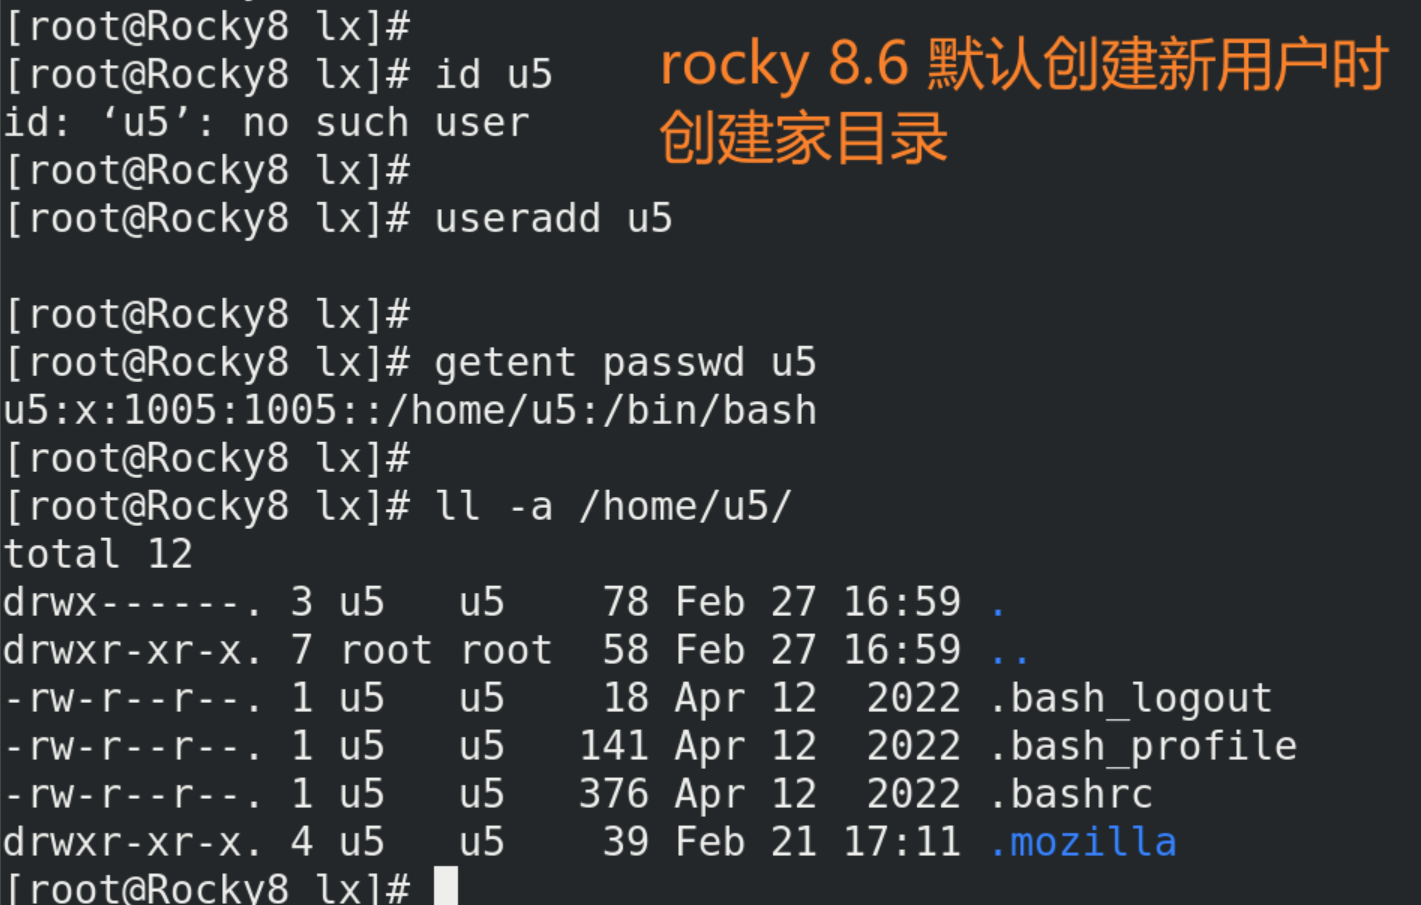 [root@Rocky8 lx]#
[root@Rocky8 lx]# id u5
id: ‘u5’: no such user
[root@Rocky8 lx]#
[root@Rocky8 lx]# useradd u5
[root@Rocky8 lx]#
[root@Rocky8 lx]# getent passwd u5
u5:x:1005:1005::/home/u5:/bin/bash
[root@Rocky8 lx]#
[root@Rocky8 lx]# ll -a /home/u5/
total 12
drwx------. 3 u5   u5    78 Feb 27 16:59 .
drwxr-xr-x. 7 root root  58 Feb 27 16:59 ..
-rw-r--r--. 1 u5   u5    18 Apr 12  2022 .bash_logout
-rw-r--r--. 1 u5   u5   141 Apr 12  2022 .bash_profile
-rw-r--r--. 1 u5   u5   376 Apr 12  2022 .bashrc
drwxr-xr-x. 4 u5   u5    39 Feb 21 17:11 .mozilla
[root@Rocky8 lx]#
rocky 8.6 默认创建新用户时
创建家目录